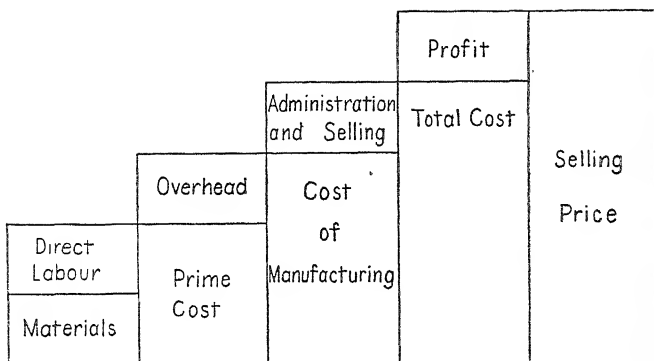 Profit
Administration
and Selling
Total Cost
Selling
Price
Overhead
Cost
of
Manufacturing
Direct
Labour
Prime
Cost
Materials